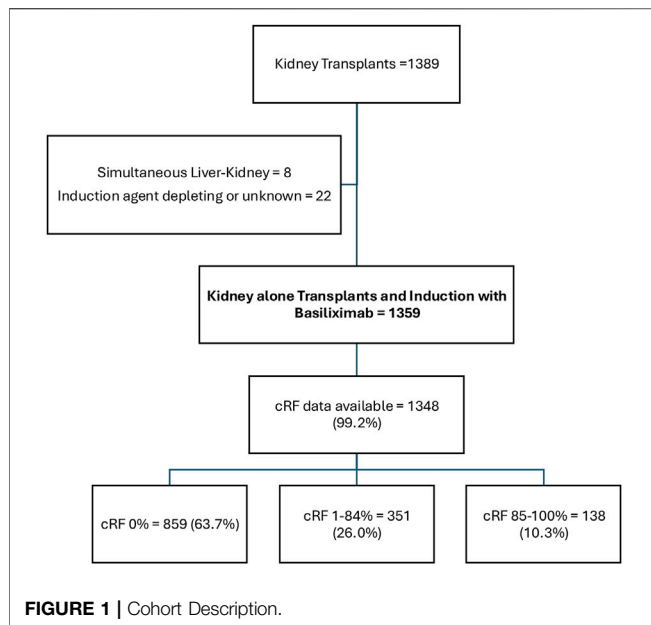 Kidney Transplants =1389
Simultaneous Liver-Kidney = 8
Induction agent depleting or unknown = 22
Kidney alone Transplants and Induction with
Basiliximab = 1359
cRF data available = 1348
(99.2%)
cRF 0% = 859 (63.7%)
cRF 1-84% = 351
(26.0%)
cRF 85-100% = 138
(10.3%)
FIGURE 1 | Cohort Description.